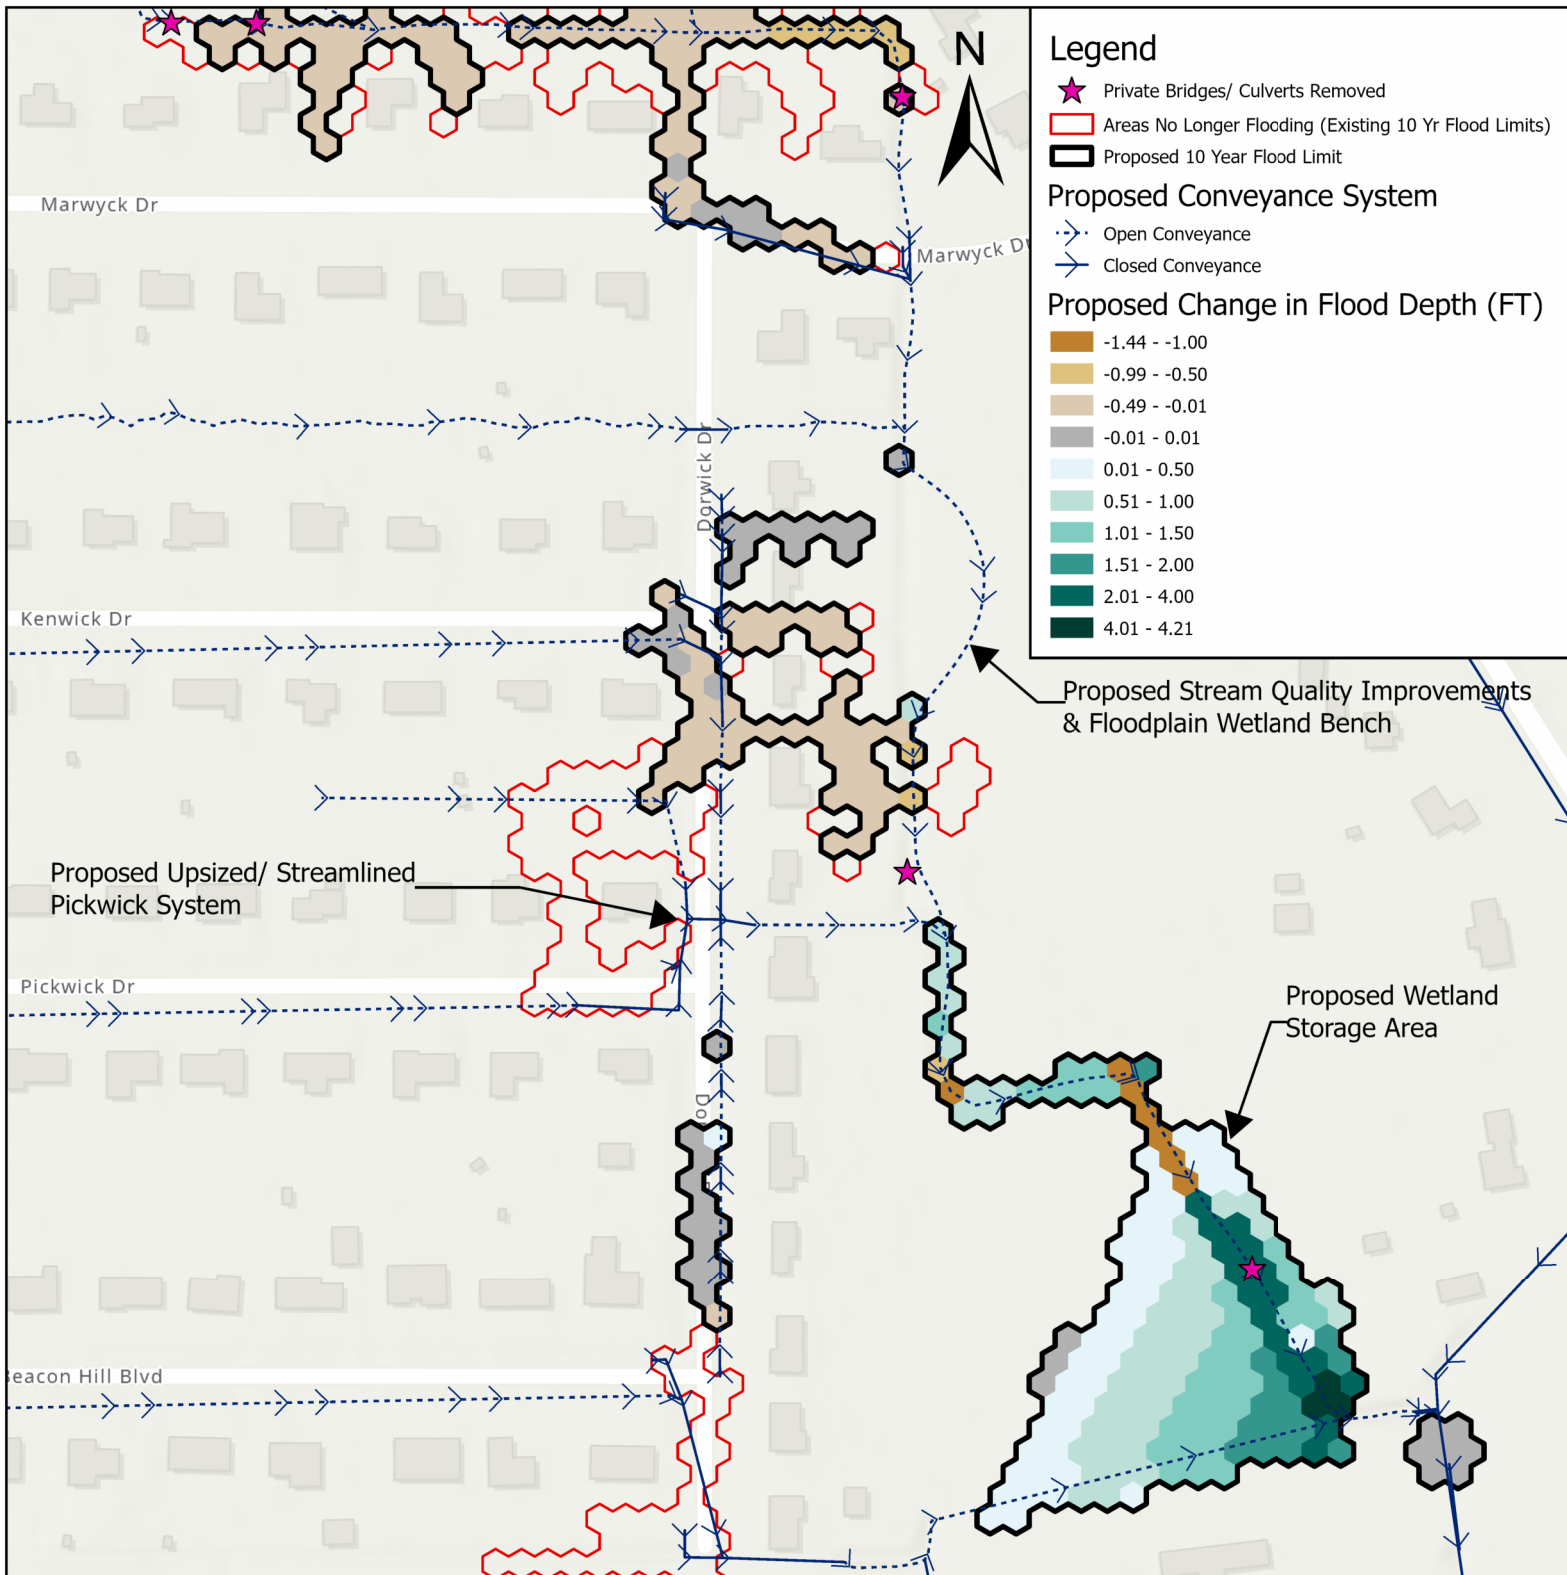 N
Legend
Private Bridges/ Culverts Removed
Areas No Longer Flooding (Existing 10 Yr Flood Limits)
Proposed 10 Year Flood Limit
Proposed Conveyance System
Open Conveyance
Closed Conveyance
Proposed Change in Flood Depth (FT)
-1.44 - -1.00
-0.99 - -0.50
-0.49 - -0.01
-0.01 - 0.01
0.01 - 0.50
0.51 - 1.00
1.01 - 1.50
1.51 - 2.00
2.01 - 4.00
4.01 - 4.21
Marwyck Dr
Marwyck Dr
Dorwick Dr
Kenwick Dr
Proposed Stream Quality Improvements
& Floodplain Wetland Bench
Proposed Upsized/ Streamlined
Pickwick System
Pickwick Dr
Proposed Wetland
Storage Area
Beacon Hill Blvd